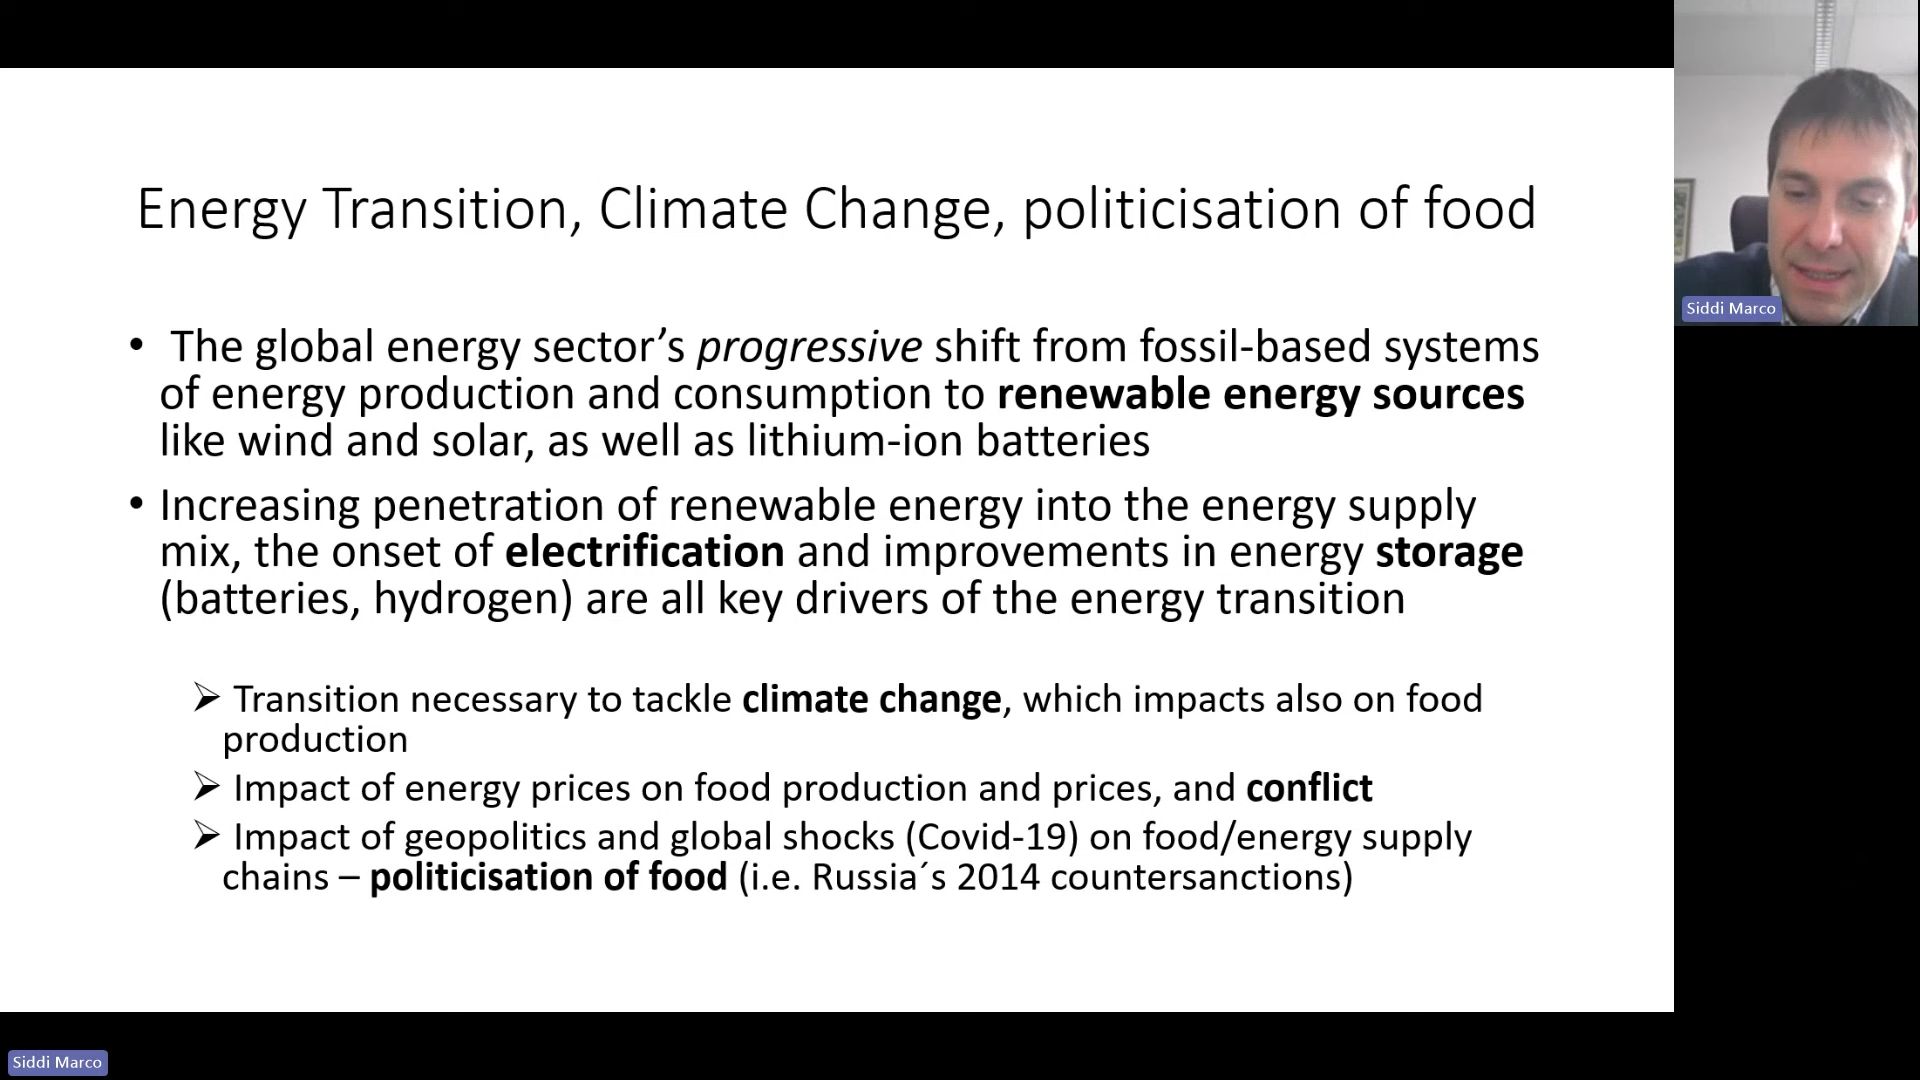 Energy Transition, Climate Change, politicisation of food
Siddi Marco
• The global energy sector’s progressive shift from fossil-based systems
of energy production and consumption to renewable energy sources
like wind and solar, as well as lithium-ion batteries
• Increasing penetration of renewable energy into the energy supply
mix, the onset of electrification and improvements in energy storage
(batteries, hydrogen) are all key drivers of the energy transition
➢ Transition necessary to tackle climate change, which impacts also on food
production
➢ Impact of energy prices on food production and prices, and conflict
➢ Impact of geopolitics and global shocks (Covid-19) on food/energy supply
chains – politicisation of food (i.e. Russia´s 2014 countersanctions)
Siddi Marco